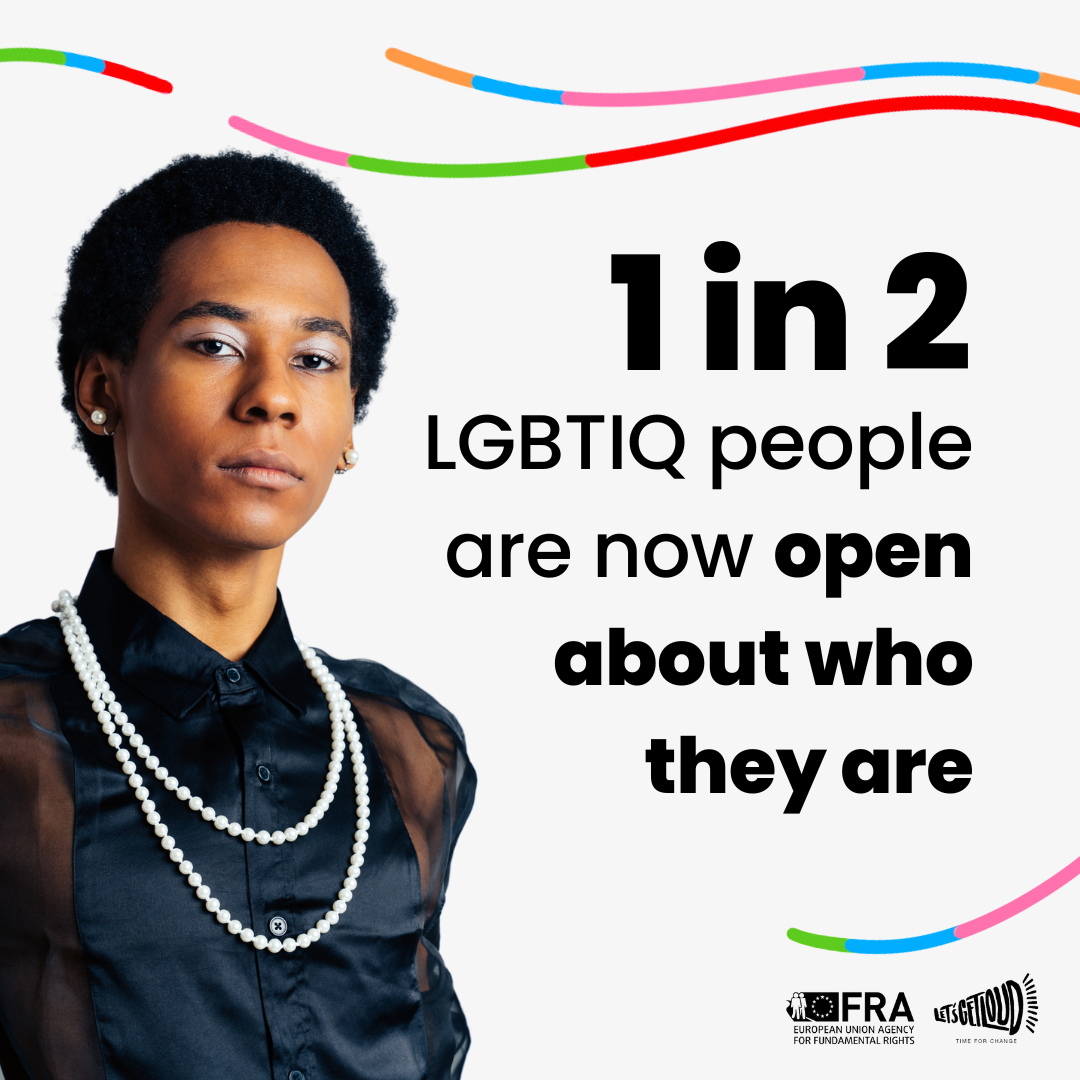 1 in 2
LGBTIQ people
are now open
about who
they are
FRA
EUROPEAN UNION AGENCY
FOR FUNDAMENTAL RIGHTS
LET'S GET LOUD
TIME FOR CHANGE